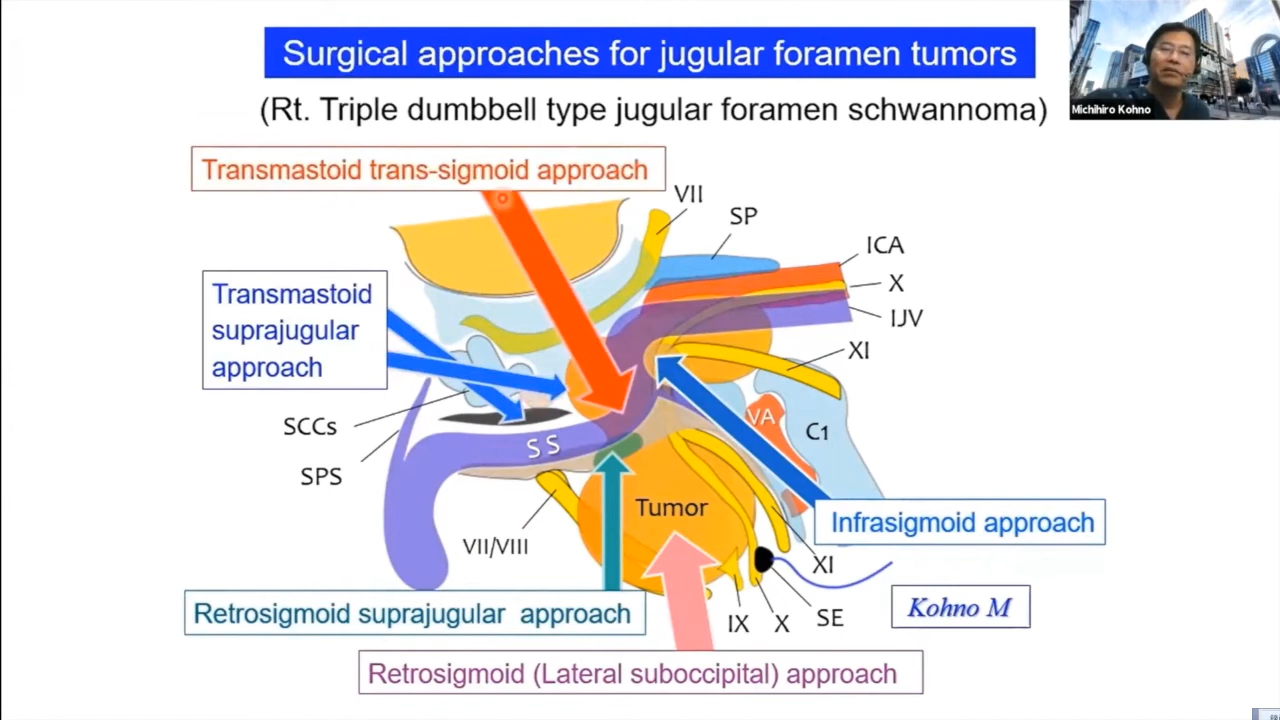 Surgical approaches for jugular foramen tumors
(Rt. Triple dumbbell type jugular foramen schwannoma)
Michihiro Kohno
Transmastoid trans-sigmoid approach
VII
SP
ICA
X
IJV
XI
Transmastoid
suprajugular
approach
SCCs
SPS
SS
VA
C1
Tumor
Infrasigmoid approach
VII/VIII
XI
Retrosigmoid suprajugular approach
IX
X
SE
Kohno M
Retrosigmoid (Lateral suboccipital) approach